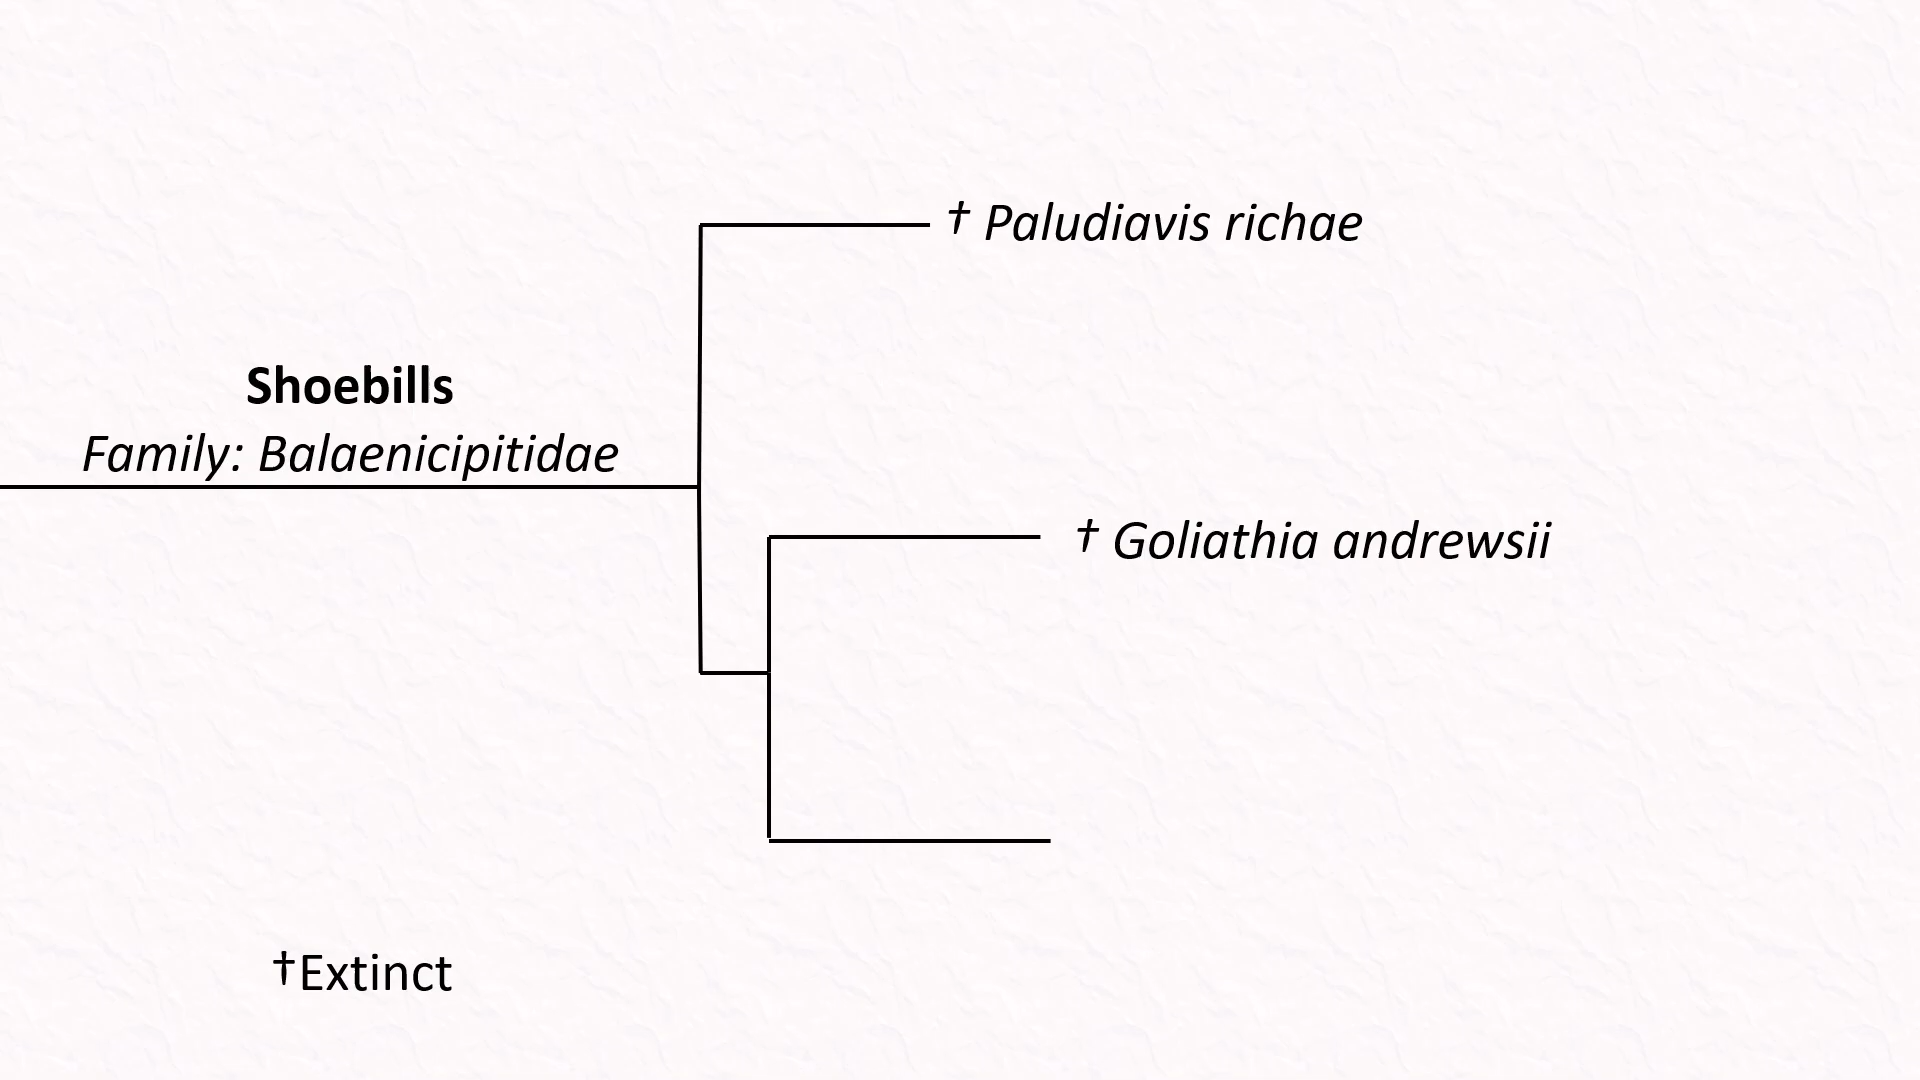 † Paludiavis richae
Shoebills
Family: Balaenicipitidae
† Goliathia andrewsii
†Extinct